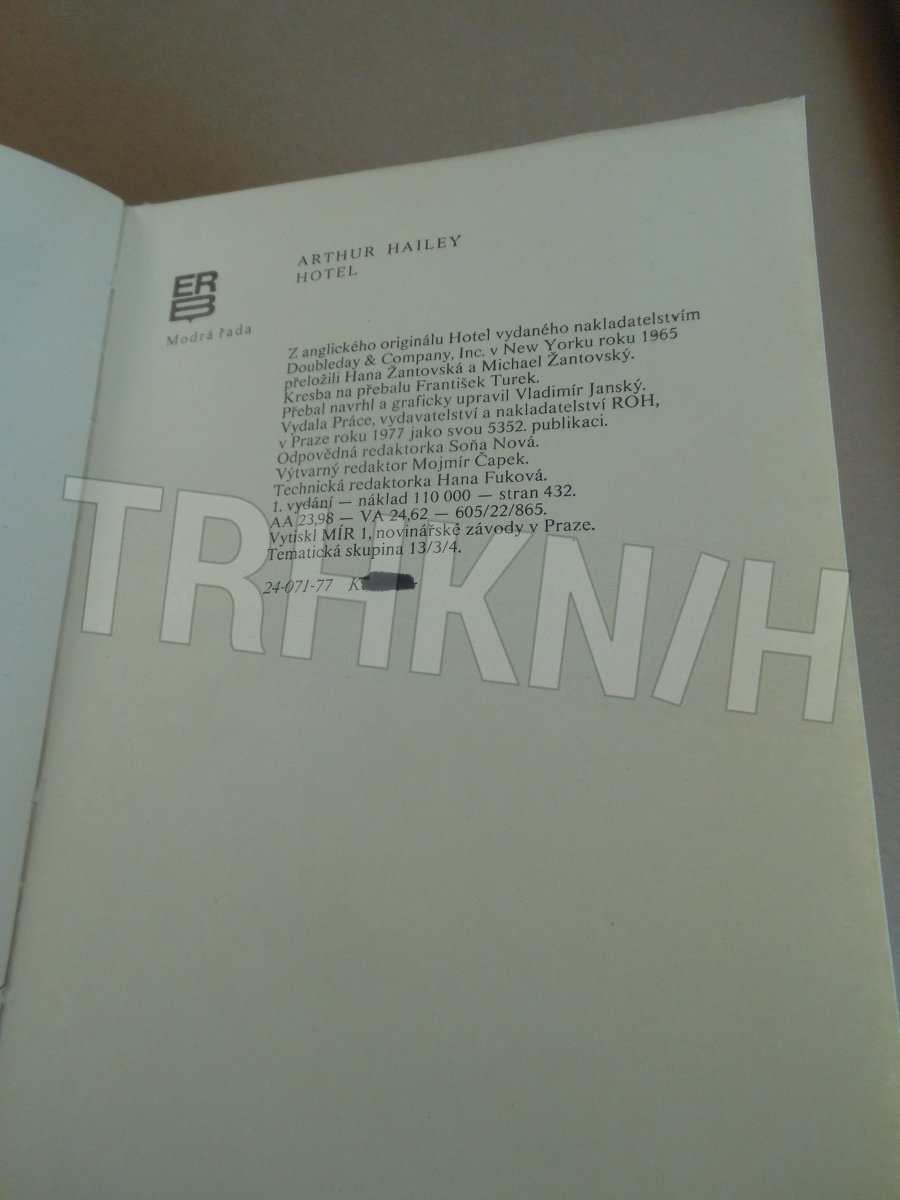 ARTHUR HAILEY
HOTEL
ERB
Modrá řada
Z anglického originálu Hotel vydaného nakladatelstvím
Doubleday & Company, Inc. v New Yorku roku 1965
přeložili Hana Žantovská a Michael Žantovský.
Kresba na přebalu František Turek.
Přebal navrhl a graficky upravil Vladimír Janský.
Vydala Práce, vydavatelství a nakladatelství ROH,
v Praze roku 1977 jako svou 5352. publikaci.
Odpovědná redaktorka Soňa Nová.
Výtvarný redaktor Mojmír Čapek.
Technická redaktorka Hana Fuková.
1. vydání — náklad 110 000 — stran 432.
AA 23,98 — VA 24,62 — 605/22/865.
Vytiskl MÍR 1, novinářské závody v Praze.
Tematická skupina 13/3/4.
24-071-77
TRHKN/H